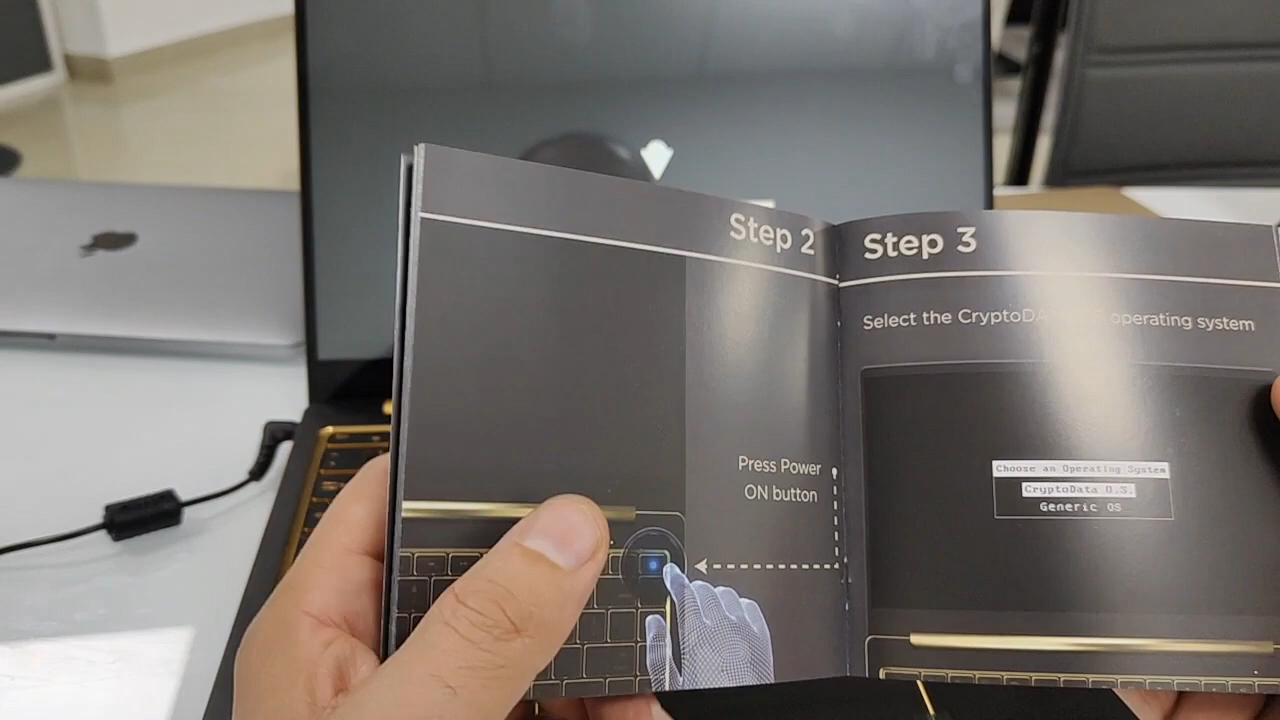 Step 2
Press Power
ON button
Step 3
Select the CryptoDA operating system
Choose an Operating System
CryptoData O.S.
Generic OS